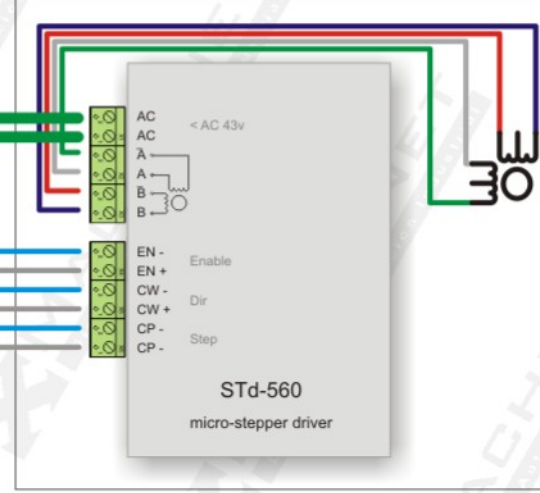 AC
< AC 43v
AC
A̅
A
B̅
B
EN -
Enable
EN +
CW -
Dir
CW +
CP -
Step
CP -
STd-560
micro-stepper driver